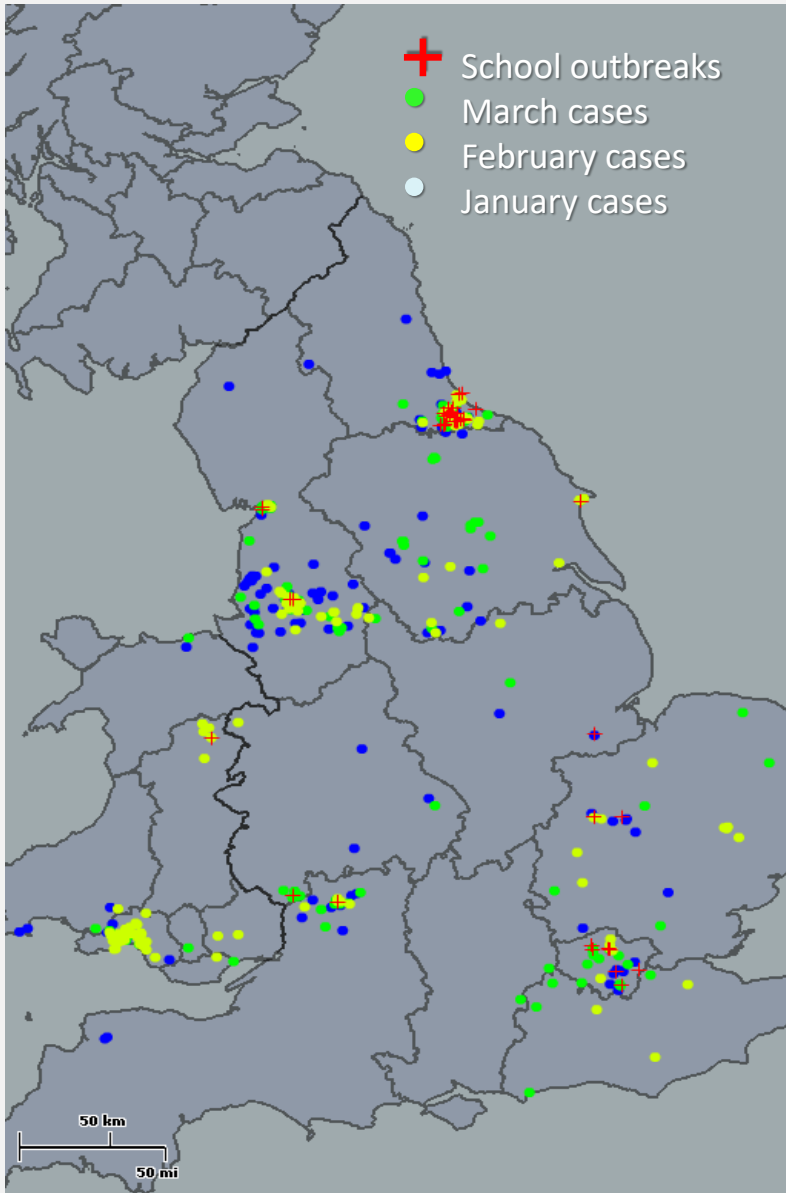 School outbreaks
March cases
February cases
January cases
50 km
50 mi